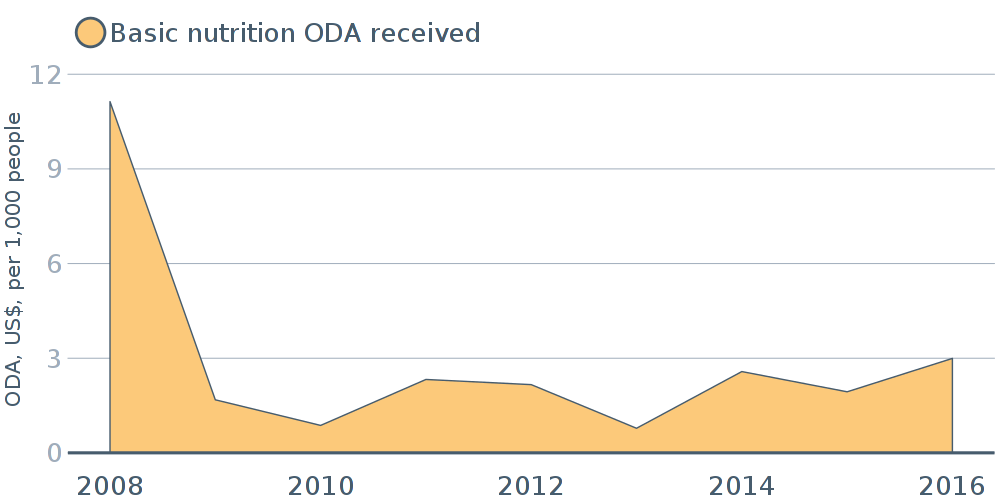 Basic nutrition ODA received
ODA, US$, per 1,000 people
12
9
6
3
0
2008 2010 2012 2014 2016